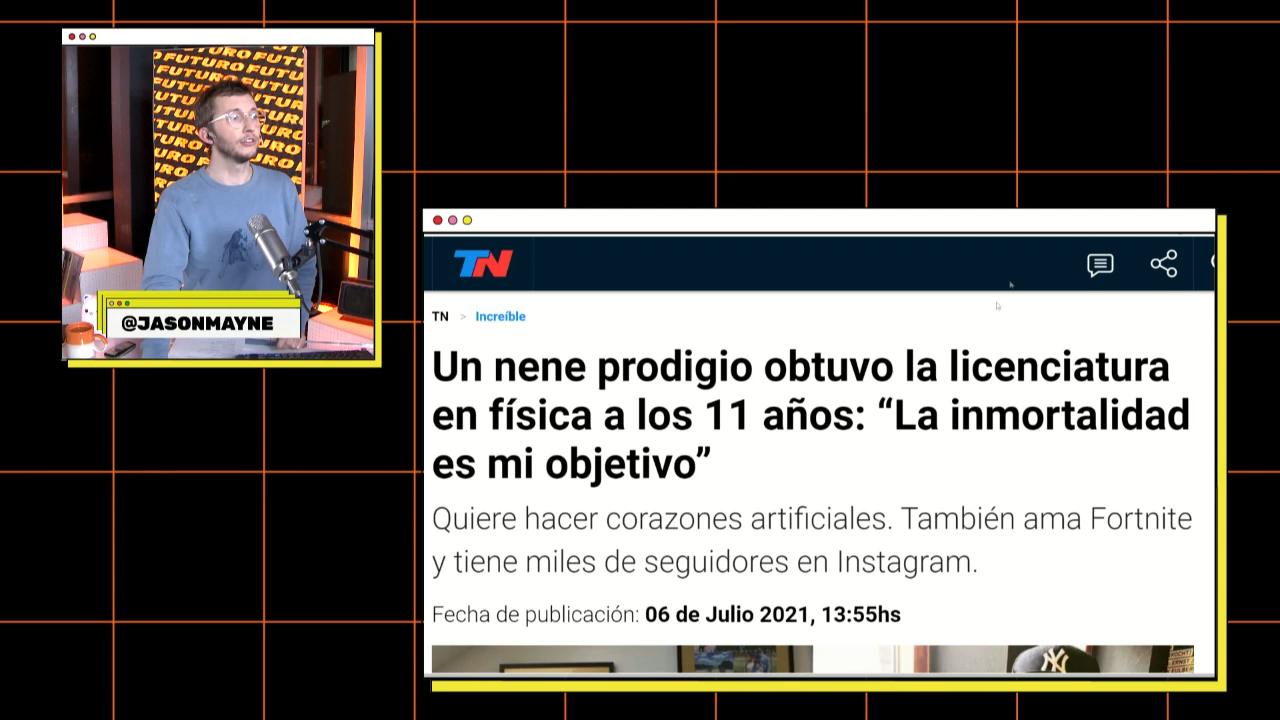 FUTURO FUTU
@JASONMAYNE
TN
TN > Increíble
Un nene prodigio obtuvo la licenciatura
en física a los 11 años: “La inmortalidad
es mi objetivo”
Quiere hacer corazones artificiales. También ama Fortnite
y tiene miles de seguidores en Instagram.
Fecha de publicación: 06 de Julio 2021, 13:55hs
NY